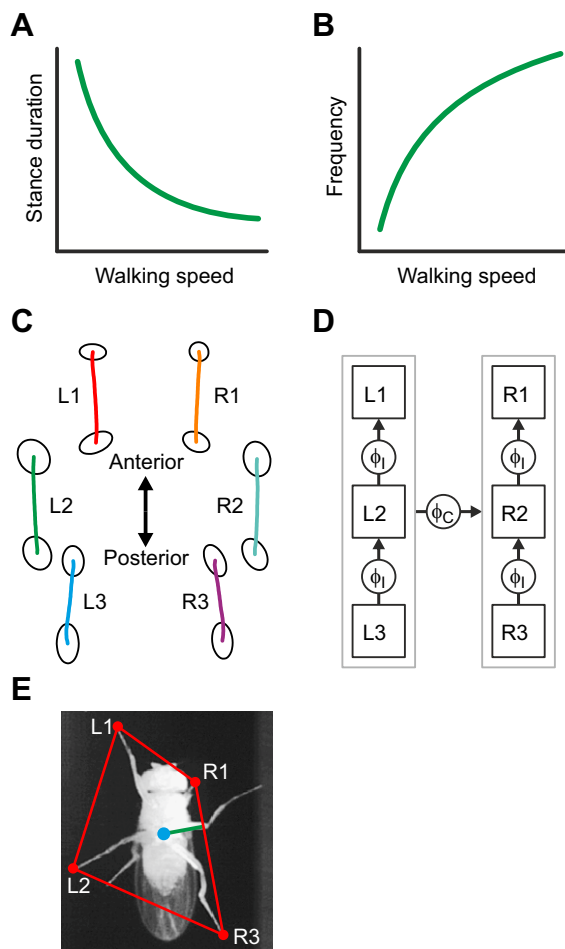 A
Stance duration
Walking speed
B
Frequency
Walking speed
C
L1
R1
Anterior
L2
R2
Posterior
L3
R3
D
L1
R1
ϕI
ϕI
L2
ϕC
R2
ϕI
ϕI
L3
R3
E
L1
R1
L2
R3